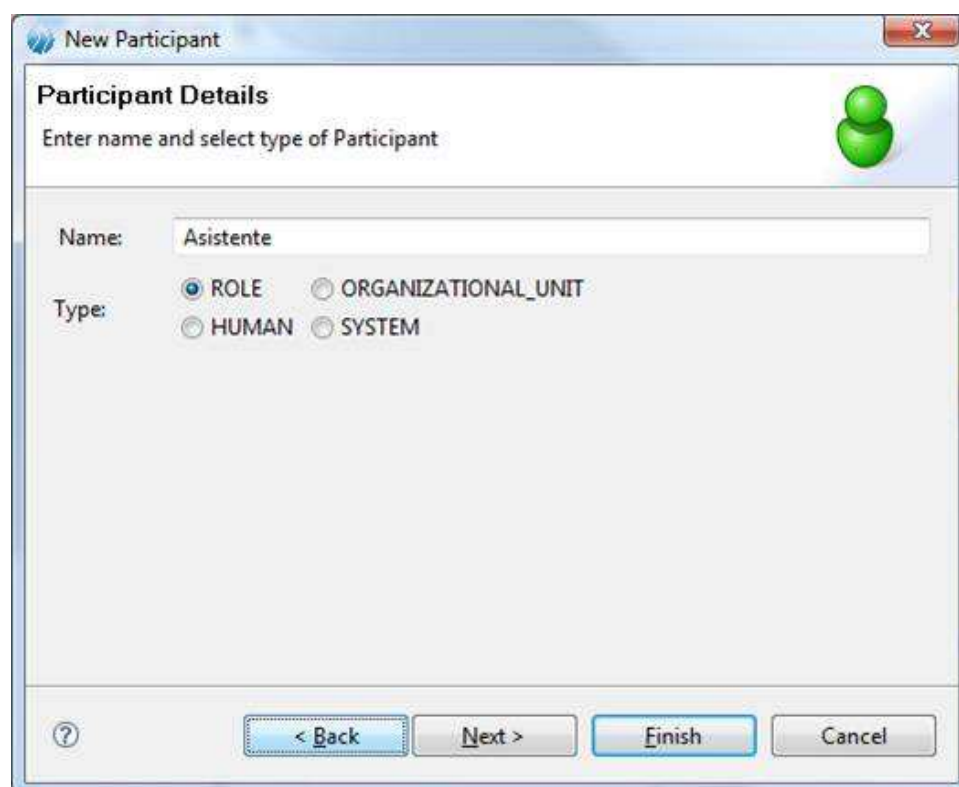 New Participant
Participant Details
Enter name and select type of Participant
Name: Asistente
Type:
ROLE ORGANIZATIONAL_UNIT
HUMAN SYSTEM
< Back Next > Finish Cancel